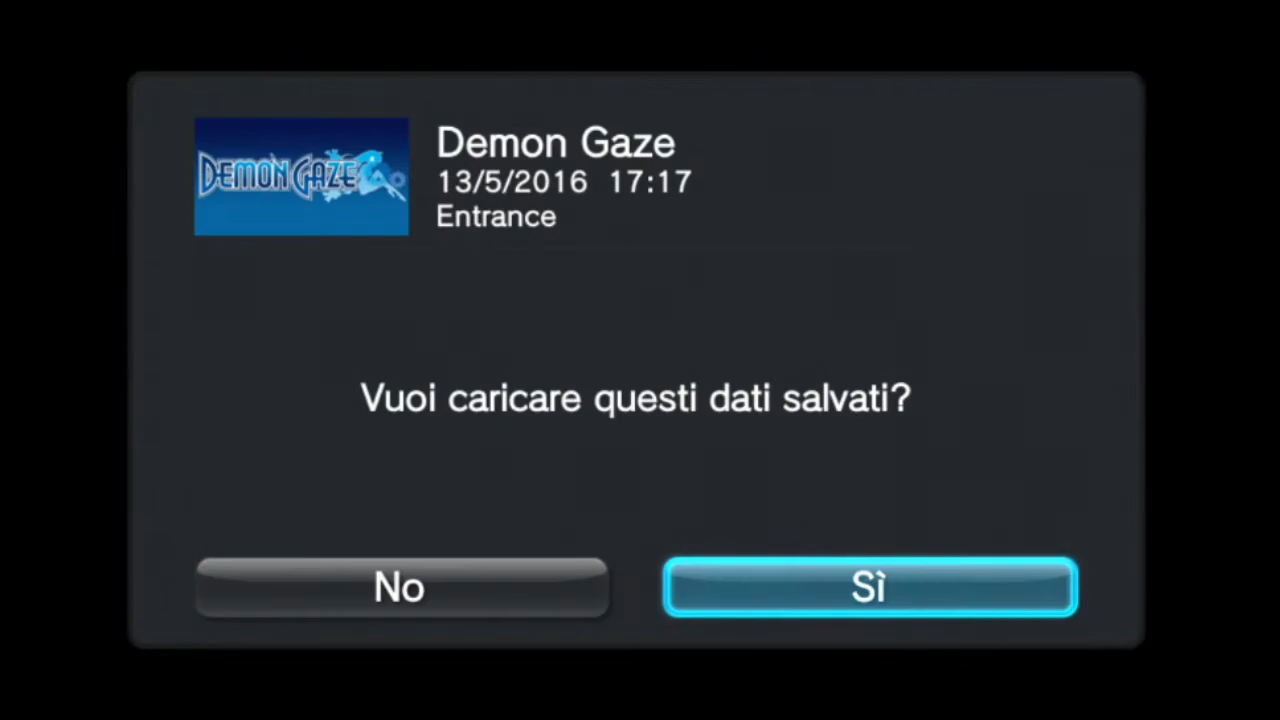 DEMON GAZE
Demon Gaze
13/5/2016 17:17
Entrance
Vuoi caricare questi dati salvati?
No
Sì